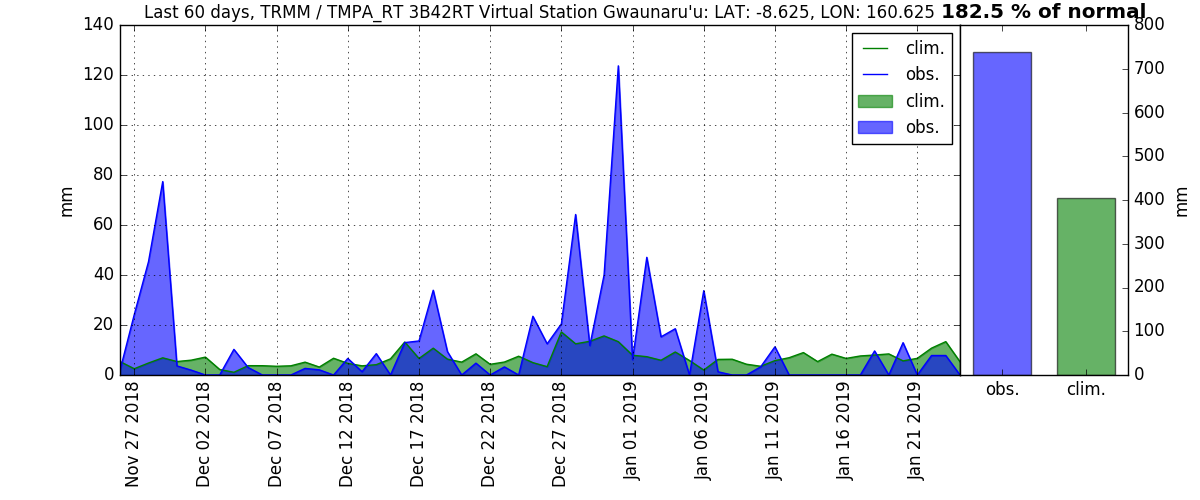 Last 60 days, TRMM / TMPA_RT 3B42RT Virtual Station Gwaunaru'u: LAT: -8.625, LON: 160.625 182.5 % of normal
140
120
100
80
60
40
20
0
mm
clim.
obs.
clim.
obs.
Nov 27 2018
Dec 02 2018
Dec 07 2018
Dec 12 2018
Dec 17 2018
Dec 22 2018
Dec 27 2018
Jan 01 2019
Jan 06 2019
Jan 11 2019
Jan 16 2019
Jan 21 2019
800
700
600
500
400
300
200
100
0
mm
obs.
clim.